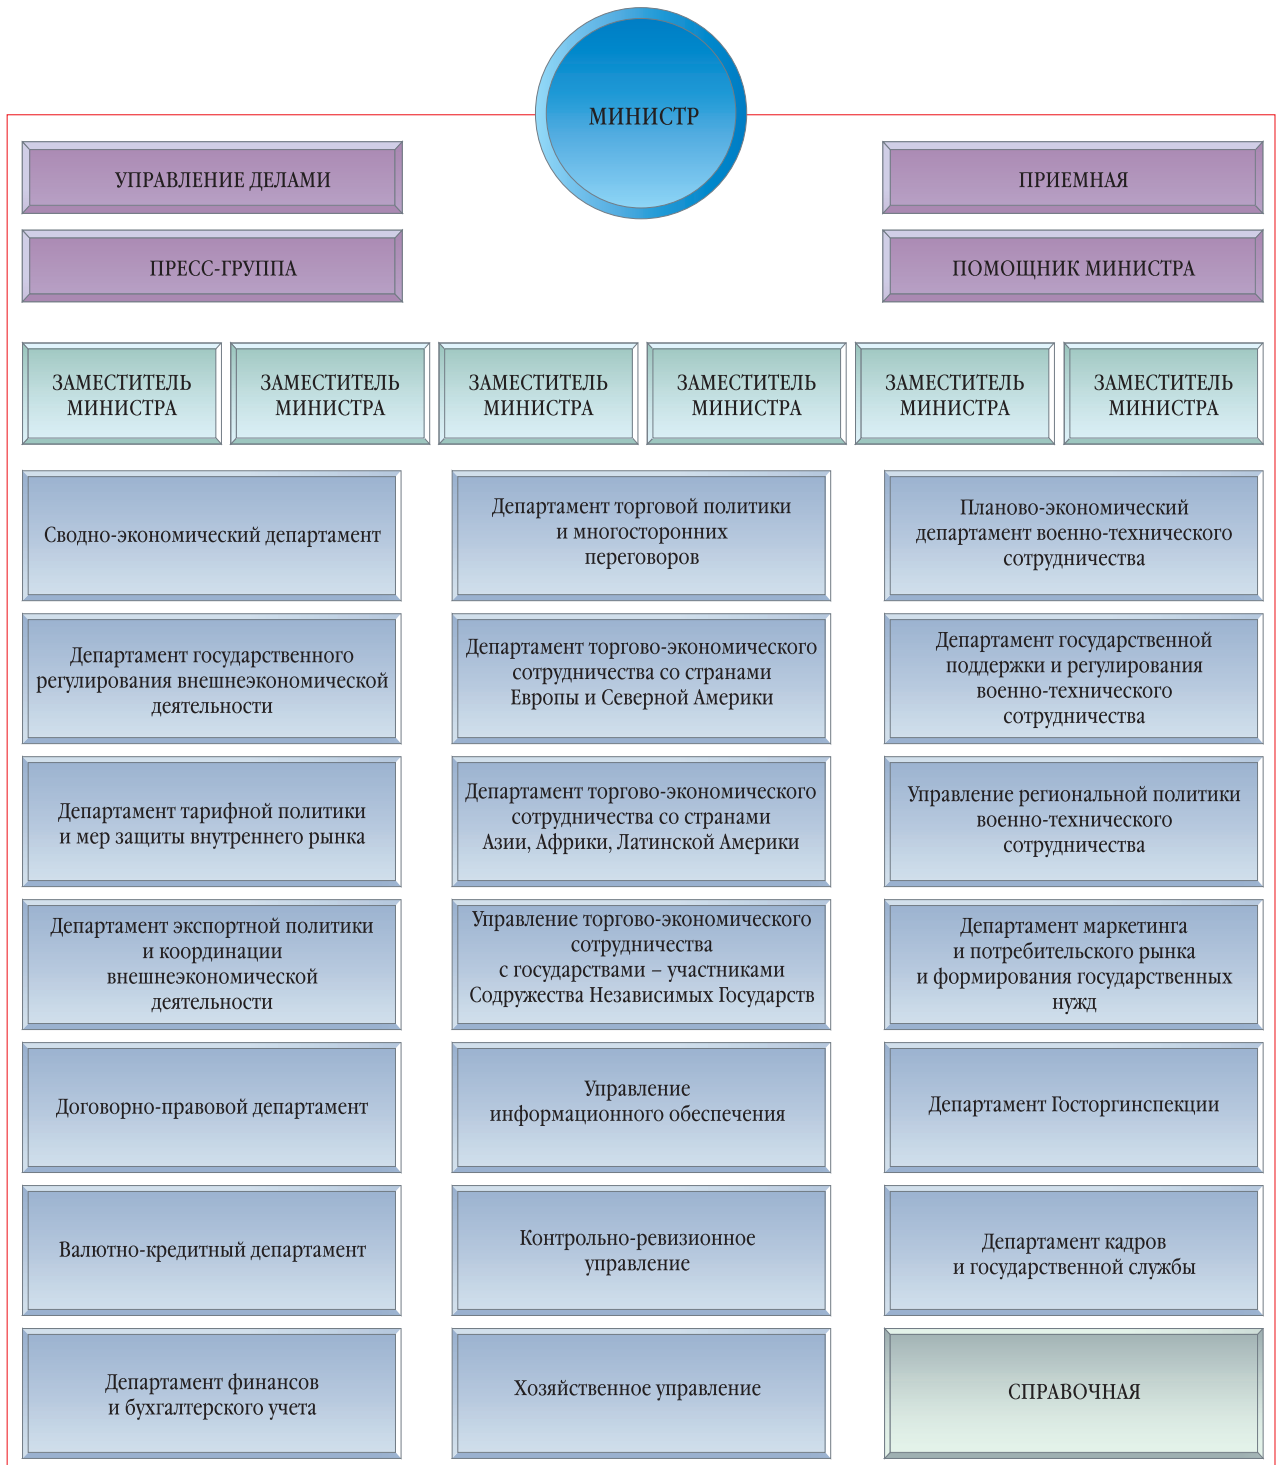 МИНИСТР
УПРАВЛЕНИЕ ДЕЛАМИ
ПРИЕМНАЯ
ПРЕСС-ГРУППА
ПОМОЩНИК МИНИСТРА
ЗАМЕСТИТЕЛЬ
МИНИСТРА
ЗАМЕСТИТЕЛЬ
МИНИСТРА
ЗАМЕСТИТЕЛЬ
МИНИСТРА
ЗАМЕСТИТЕЛЬ
МИНИСТРА
ЗАМЕСТИТЕЛЬ
МИНИСТРА
ЗАМЕСТИТЕЛЬ
МИНИСТРА
Сводно-экономический департамент
Департамент торговой политики
и многосторонних
переговоров
Планово-экономический
департамент военно-технического
сотрудничества
Департамент государственного
регулирования внешнеэкономической
деятельности
Департамент торгово-экономического
сотрудничества со странами
Европы и Северной Америки
Департамент государственной
поддержки и регулирования
военно-технического
сотрудничества
Департамент тарифной политики
и мер защиты внутреннего рынка
Департамент торгово-экономического
сотрудничества со странами
Азии, Африки, Латинской Америки
Управление региональной политики
военно-технического
сотрудничества
Департамент экспортной политики
и координации
внешнеэкономической
деятельности
Управление торгово-экономического
сотрудничества
с государствами – участниками
Содружества Независимых Государств
Департамент маркетинга
и потребительского рынка
и формирования государственных
нужд
Договорно-правовой департамент
Управление
информационного обеспечения
Департамент Госторгинспекции
Валютно-кредитный департамент
Контрольно-ревизионное
управление
Департамент кадров
и государственной службы
Департамент финансов
и бухгалтерского учета
Хозяйственное управление
СПРАВОЧНАЯ